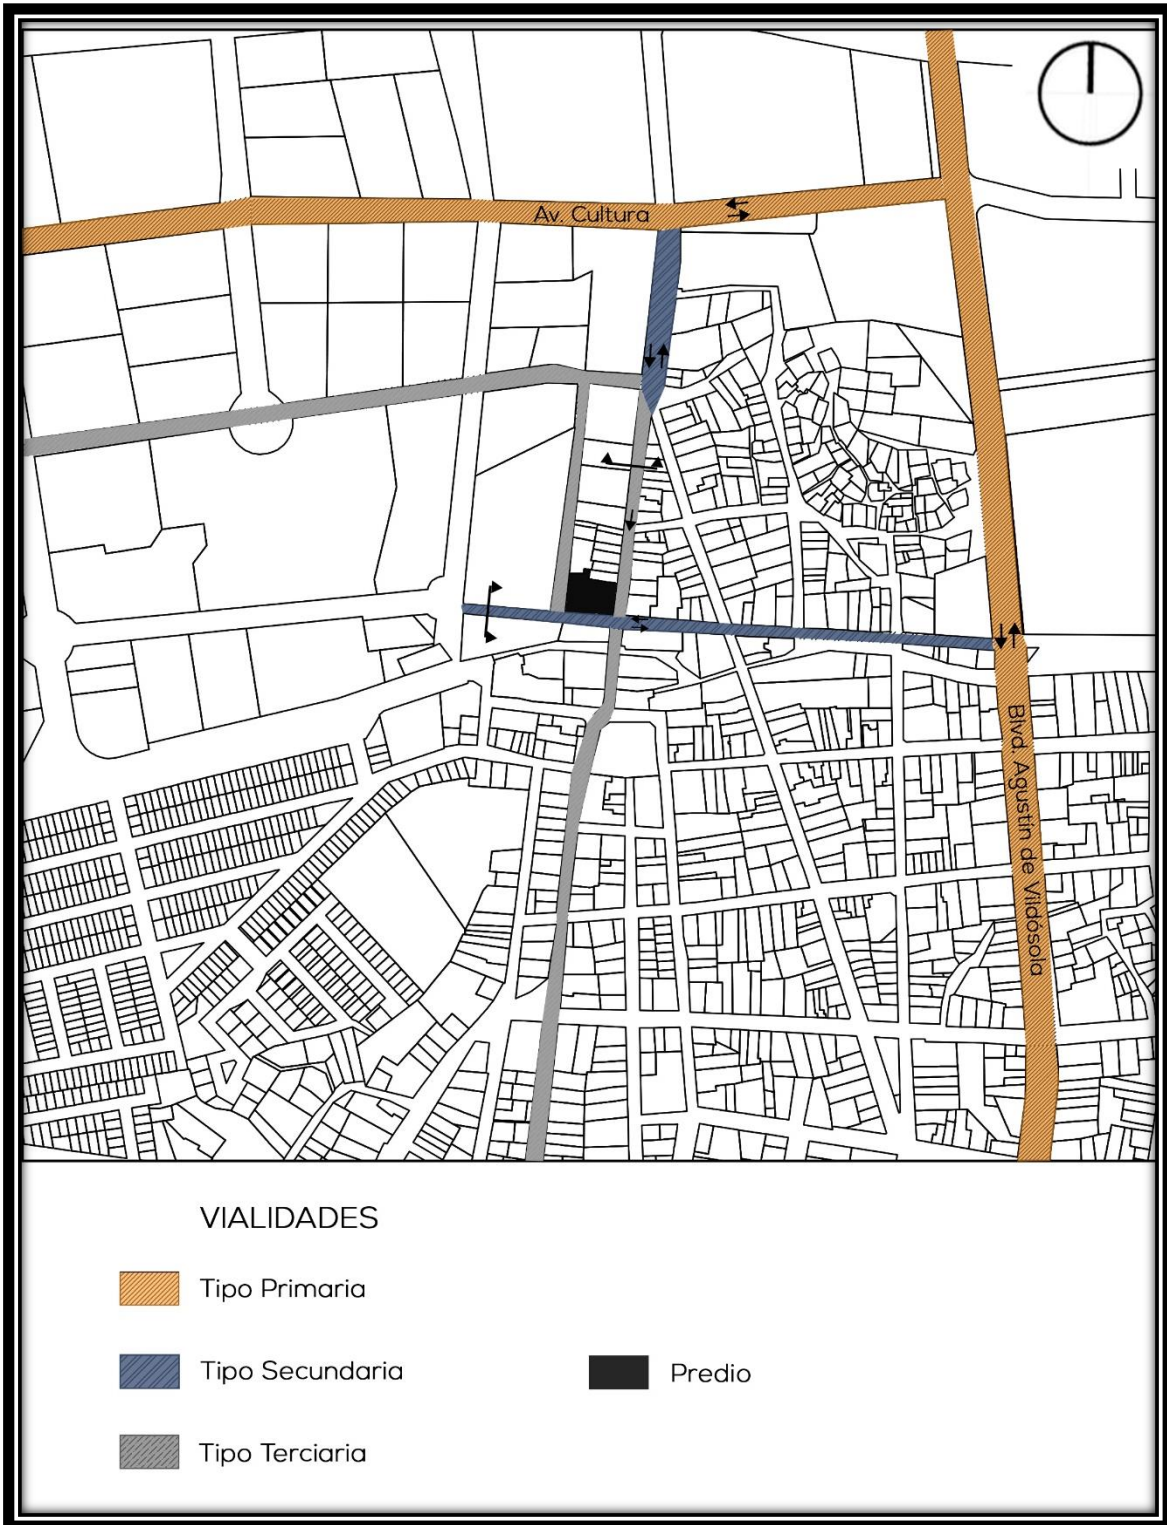 Av. Cultura
Blvd. Agustín de Vildósola
VIALIDADES
Tipo Primaria
Tipo Secundaria
Predio
Tipo Terciaria